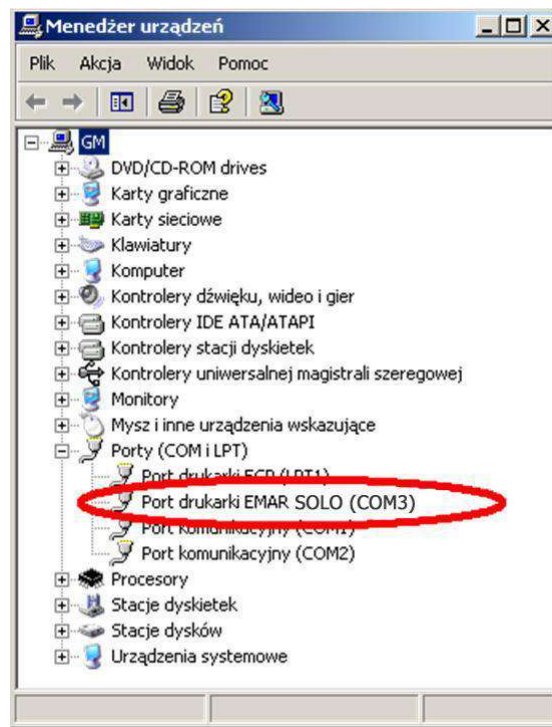 Menedżer urządzeń
Plik Akcja Widok Pomoc
GM
DVD/CD-ROM drives
Karty graficzne
Karty sieciowe
Klawiatury
Komputer
Kontrolery dźwięku, wideo i gier
Kontrolery IDE ATA/ATAPI
Kontrolery stacji dyskietek
Kontrolery uniwersalnej magistrali szeregowej
Monitory
Mysz i inne urządzenia wskazujące
Porty (COM i LPT)
Port drukarki ECP (LPT1)
Port drukarki EMAR SOLO (COM3)
Port komunikacyjny (COM1)
Port komunikacyjny (COM2)
Procesory
Stacje dyskietek
Stacje dysków
Urządzenia systemowe